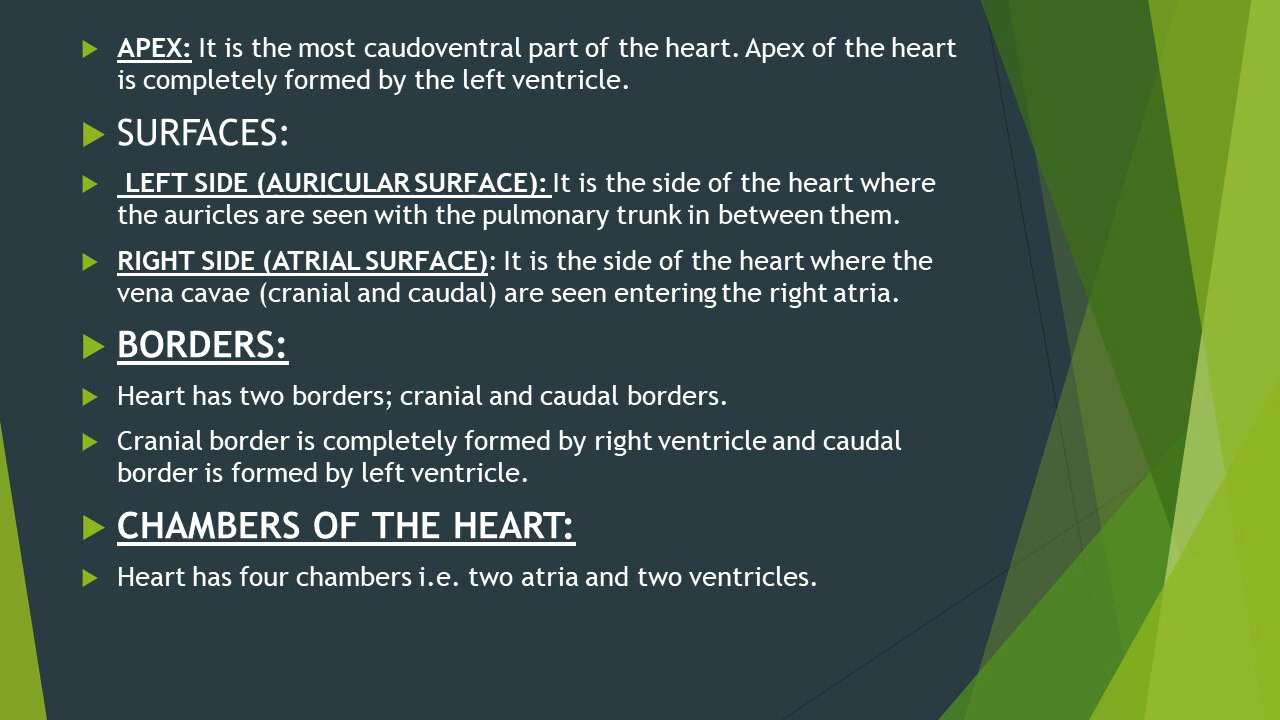 APEX: It is the most caudoventral part of the heart. Apex of the heart
is completely formed by the left ventricle.
SURFACES:
LEFT SIDE (AURICULAR SURFACE): It is the side of the heart where
the auricles are seen with the pulmonary trunk in between them.
RIGHT SIDE (ATRIAL SURFACE): It is the side of the heart where the
vena cavae (cranial and caudal) are seen entering the right atria.
BORDERS:
Heart has two borders; cranial and caudal borders.
Cranial border is completely formed by right ventricle and caudal
border is formed by left ventricle.
CHAMBERS OF THE HEART:
Heart has four chambers i.e. two atria and two ventricles.